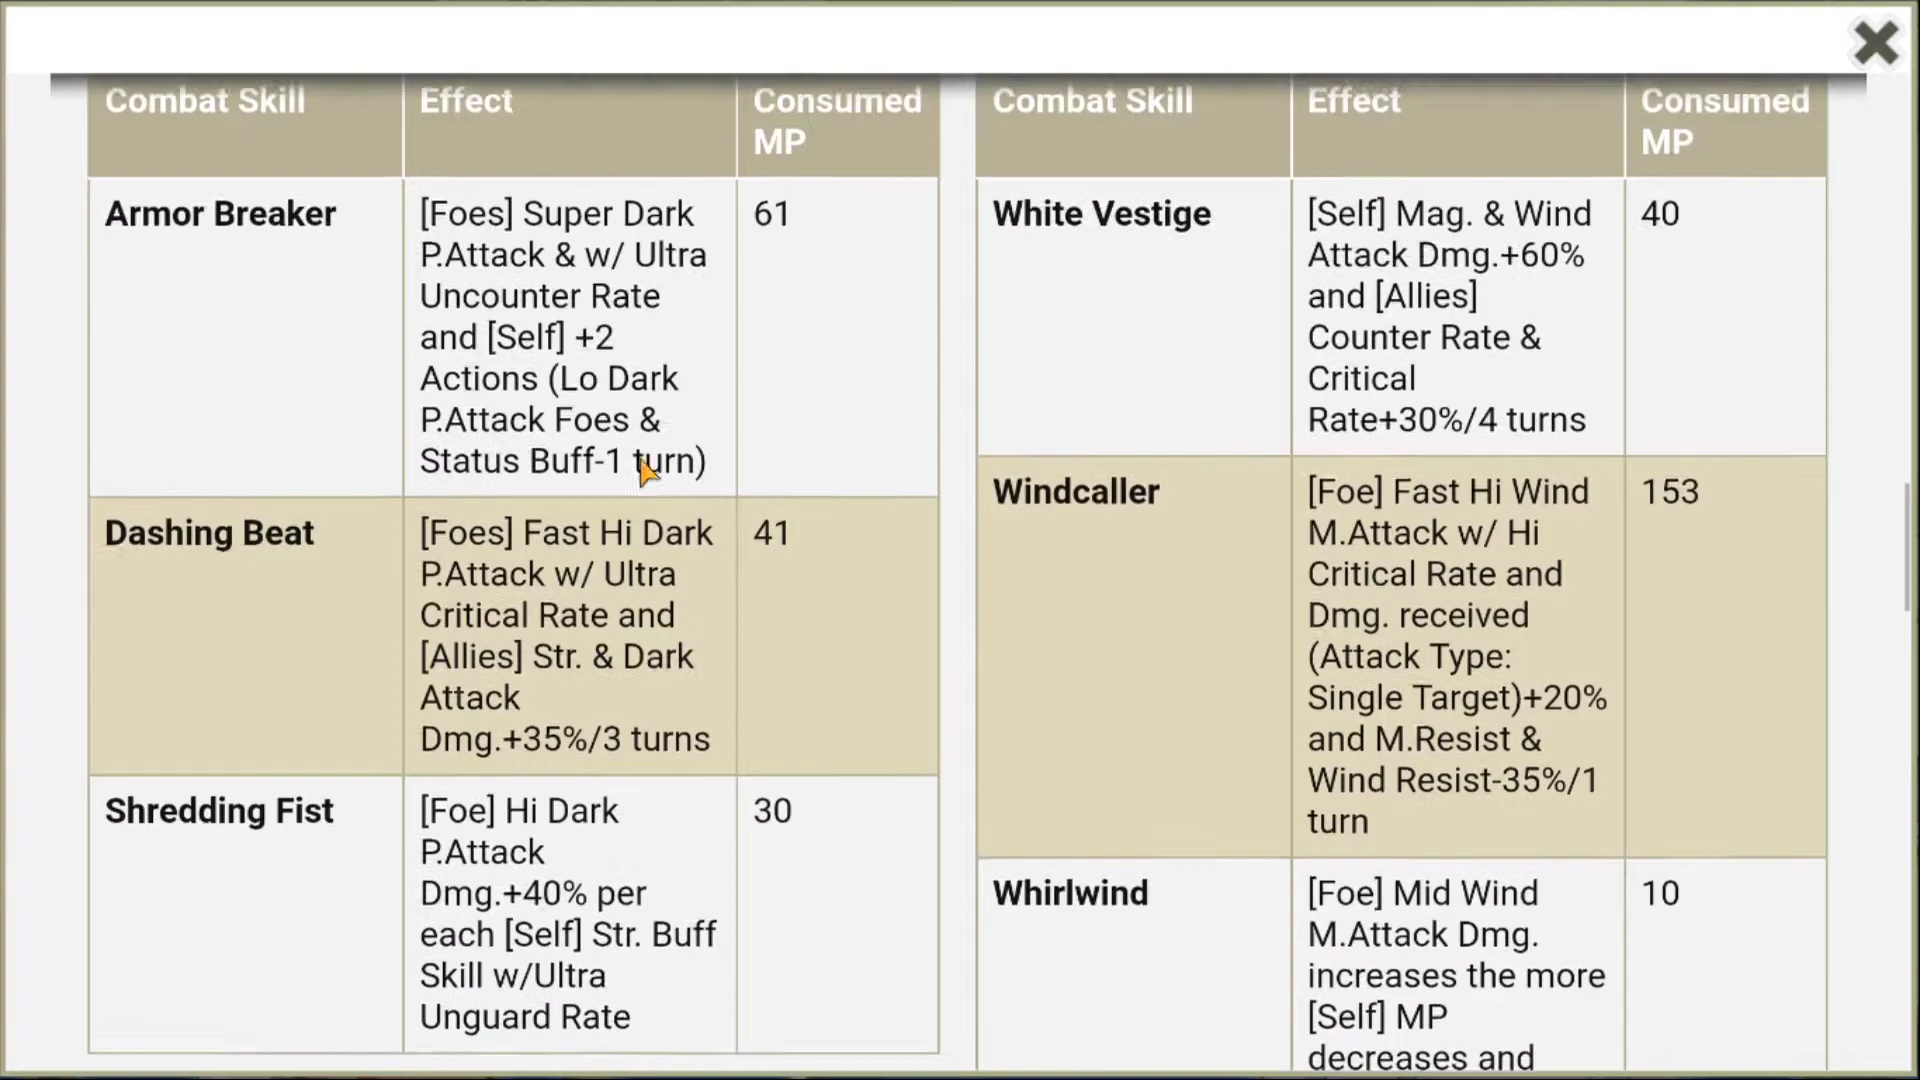 Combat Skill
Effect
Consumed
MP
Armor Breaker
[Foes] Super Dark
P.Attack & w/ Ultra
Uncounter Rate
and [Self] +2
Actions (Lo Dark
P.Attack Foes &
Status Buff-1 turn)
61
Dashing Beat
[Foes] Fast Hi Dark
P.Attack w/ Ultra
Critical Rate and
[Allies] Str. & Dark
Attack
Dmg.+35%/3 turns
41
Shredding Fist
[Foe] Hi Dark
P.Attack
Dmg.+40% per
each [Self] Str. Buff
Skill w/Ultra
Unguard Rate
30
Combat Skill
Effect
Consumed
MP
White Vestige
[Self] Mag. & Wind
Attack Dmg.+60%
and [Allies]
Counter Rate &
Critical
Rate+30%/4 turns
40
Windcaller
[Foe] Fast Hi Wind
M.Attack w/ Hi
Critical Rate and
Dmg. received
(Attack Type:
Single Target)+20%
and M.Resist &
Wind Resist-35%/1
turn
153
Whirlwind
[Foe] Mid Wind
M.Attack Dmg.
increases the more
[Self] MP
decreases and
10